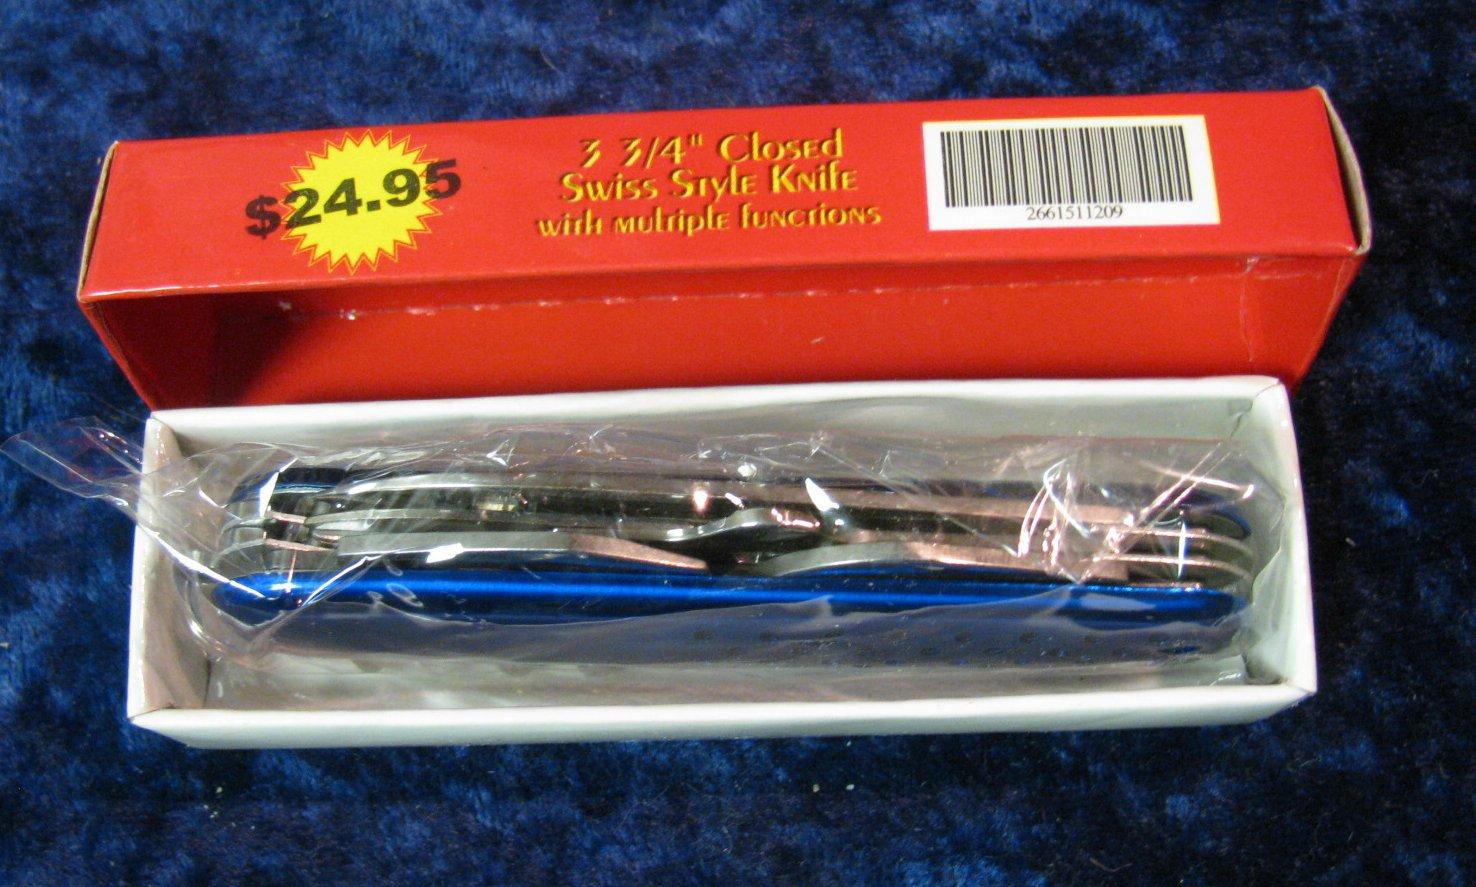 $24.95
3 3/4" Closed
Swiss Style Knife
with multiple functions
2661511209